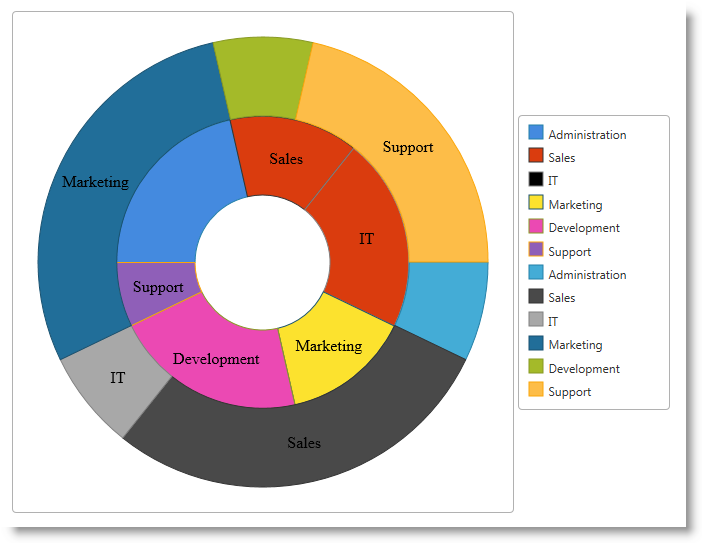 Sales
Support
Marketing
IT
Support
Marketing
Development
IT
Sales
Administration
Sales
IT
Marketing
Development
Support
Administration
Sales
IT
Marketing
Development
Support